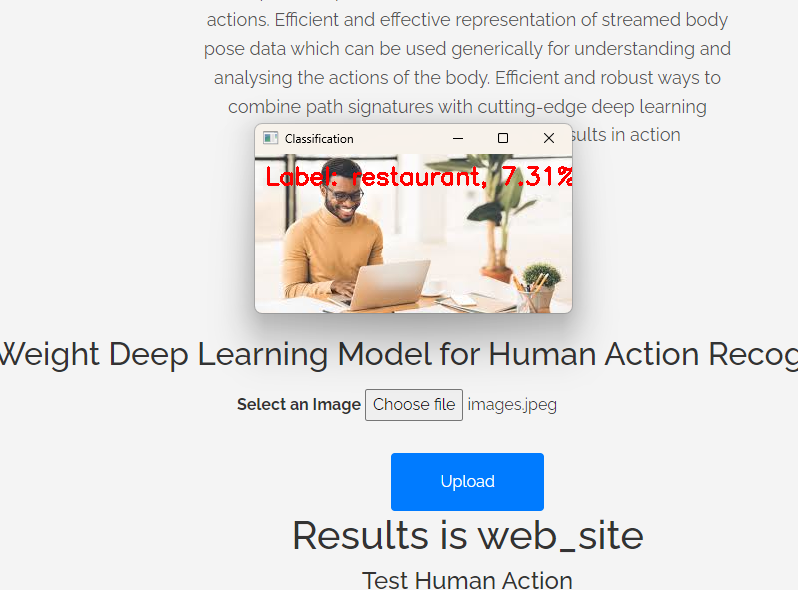 actions. Efficient and effective representation of streamed body
pose data which can be used generically for understanding and
analysing the actions of the body. Efficient and robust ways to
combine path signatures with cutting-edge deep learning
sults in action
Classification
Label: restaurant, 7.31%
Weight Deep Learning Model for Human Action Recog
Select an Image Choose file images.jpeg
Upload
Results is web_site
Test Human Action